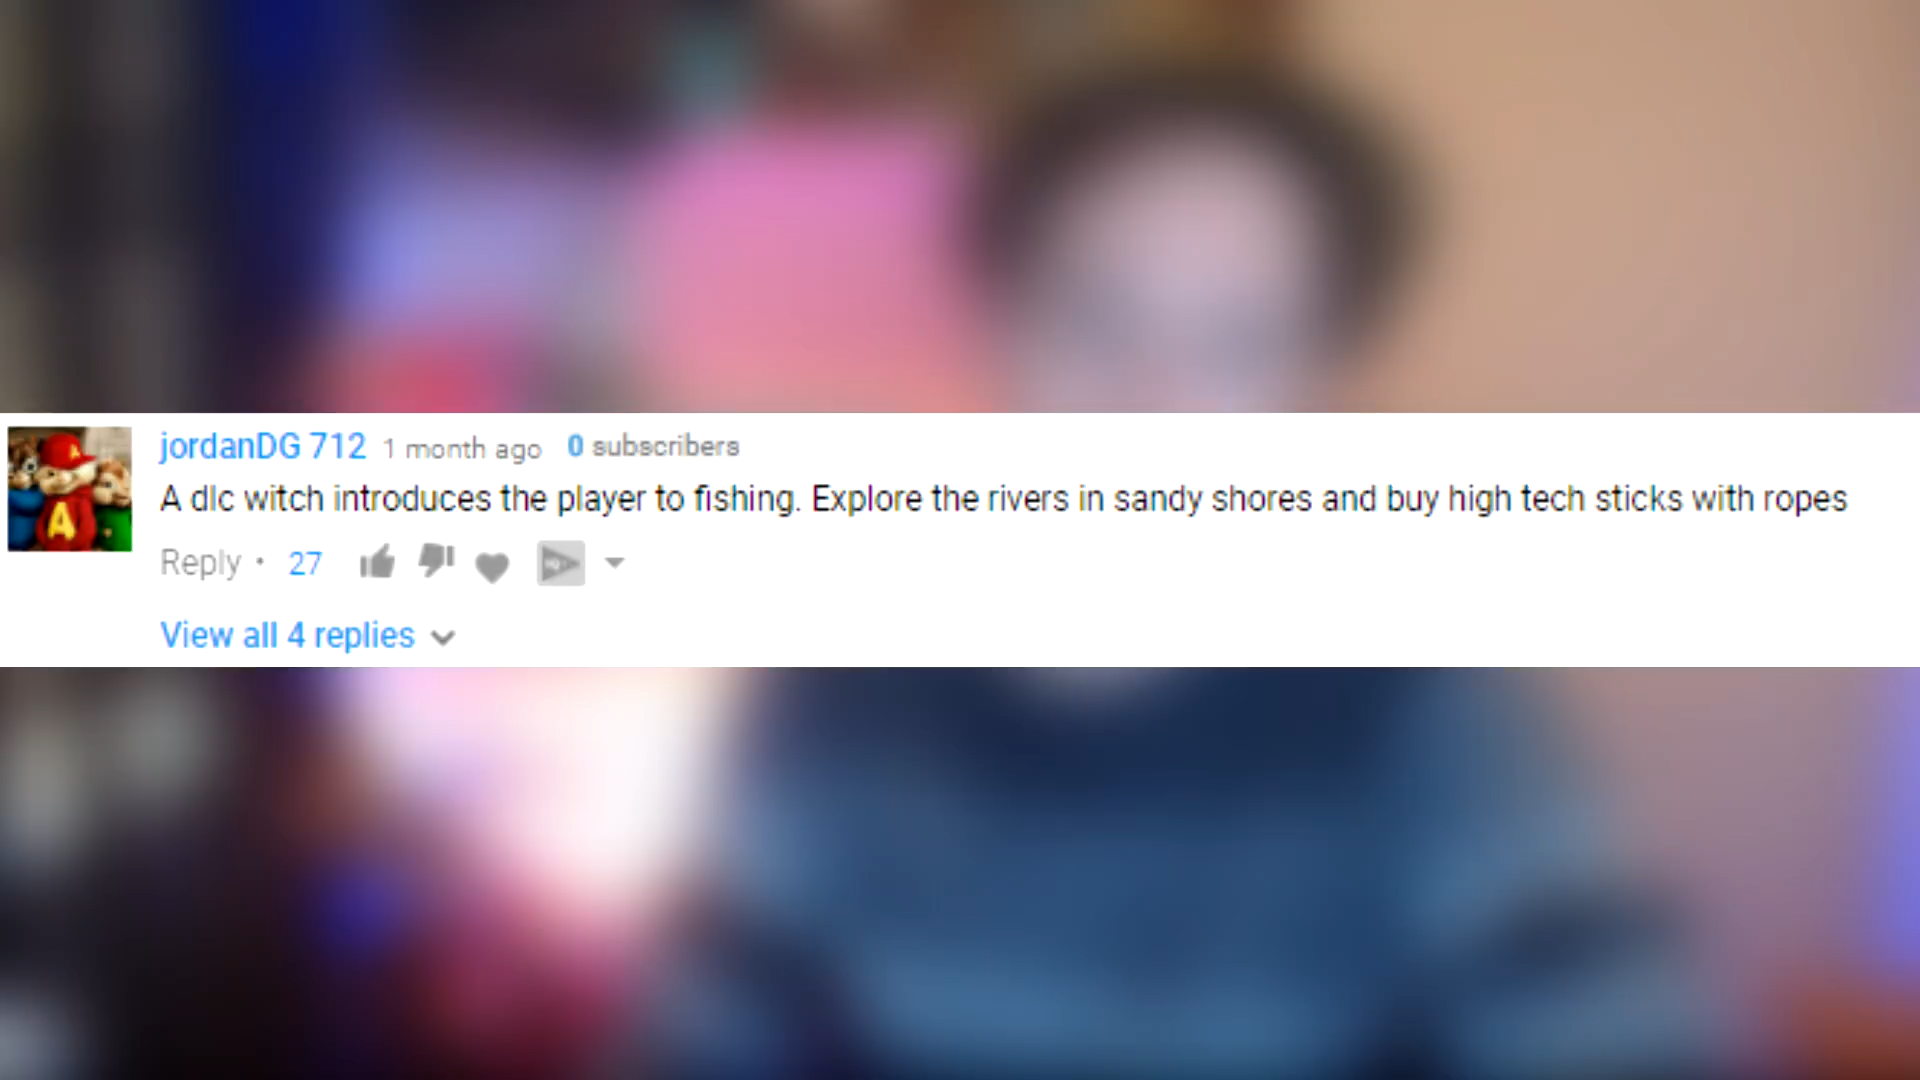 jordanDG 712 1 month ago 0 subscribers
A dlc witch introduces the player to fishing. Explore the rivers in sandy shores and buy high tech sticks with ropes
Reply • 27
View all 4 replies
A